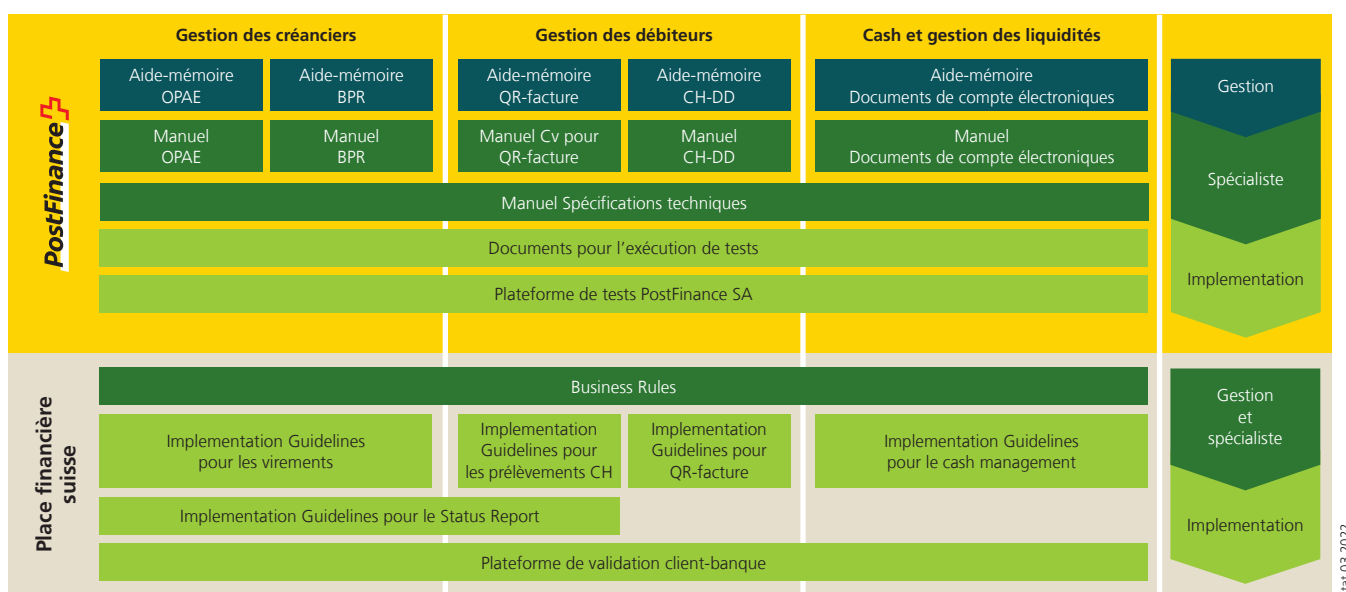 Gestion des créanciers
Gestion des débiteurs
Cash et gestion des liquidités
PostFinance
Aide-mémoire
OPAE
Aide-mémoire
BPR
Aide-mémoire
QR-facture
Aide-mémoire
CH-DD
Aide-mémoire
Documents de compte électroniques
Gestion
Manuel
OPAE
Manuel
BPR
Manuel Cv pour
QR-facture
Manuel
CH-DD
Manuel
Documents de compte électroniques
Spécialiste
Manuel Spécifications techniques
Documents pour l’exécution de tests
Plateforme de tests PostFinance SA
Implementation
Place financière
suisse
Business Rules
Gestion
et
spécialiste
Implementation Guidelines
pour les virements
Implementation
Guidelines pour
les prélèvements CH
Implementation
Guidelines pour
QR-facture
Implementation Guidelines
pour le cash management
Implementation Guidelines pour le Status Report
Implementation
Plateforme de validation client-banque
tat 03.2022